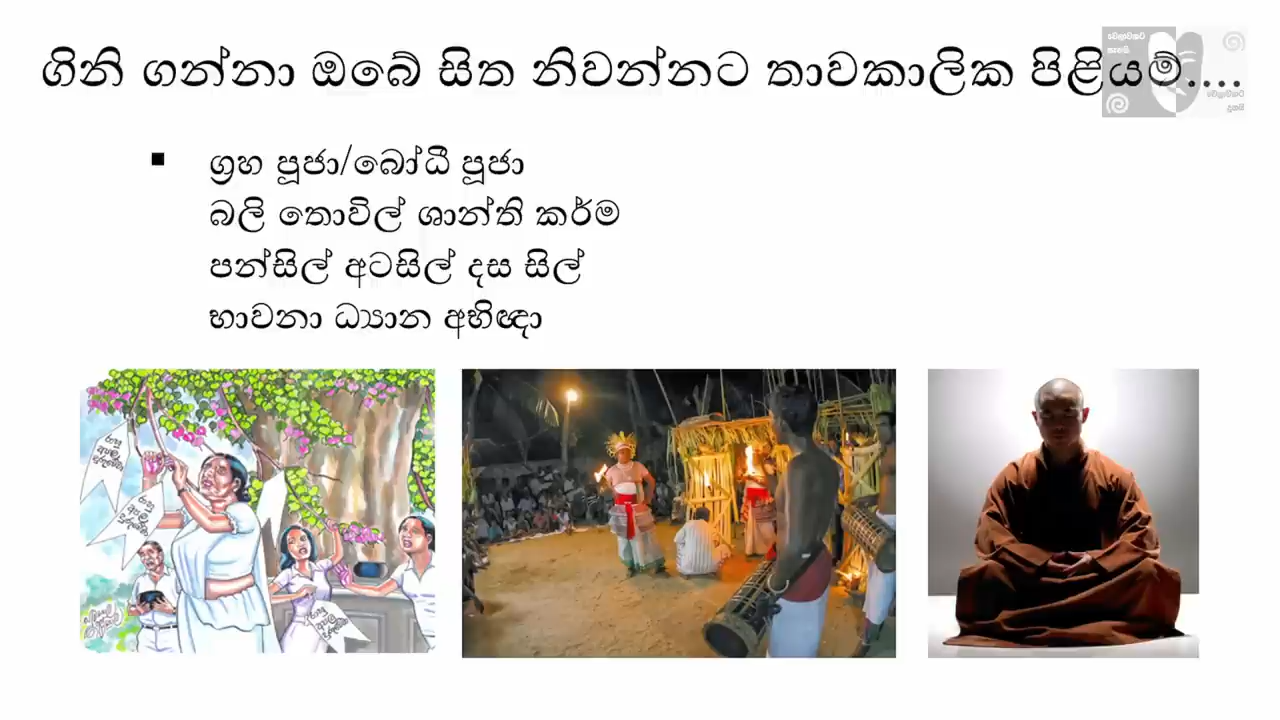 ගිනි ගන්නා ඔබේ සිත නිවන්නට තාවකාලික පිළියම්....
ග්‍රහ පූජා/බෝධී පූජා
බලි තොවිල් ශාන්ති කර්ම
පන්සිල් අටසිල් දස සිල්
භාවනා ධ්‍යාන අභිඥා